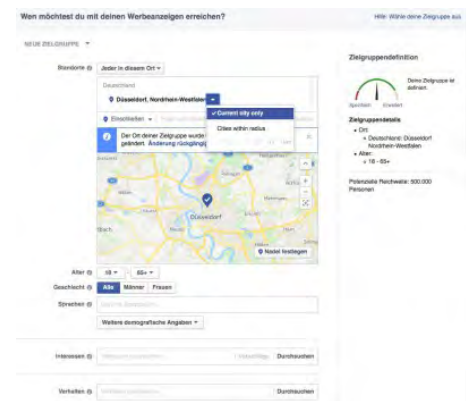 Wen möchtest du mit deinen Werbeanzeigen erreichen?
Hilfe: Wähle deine Zielgruppe aus
NEUE ZIELGRUPPE
Standorte
Jeder in diesem Ort
Deutschland
Düsseldorf, Nordrhein-Westfalen
Current city only
Cities within radius
Einschließen
Der Ort deiner Zielgruppe wurde
geändert. Änderung rückgängig
Ratingen
Düsseldorf
Nadel festlegen
Alter
18
65+
Geschlecht
Alle
Männer
Frauen
Sprachen
Weitere demografische Angaben
Interessen
Durchsuchen
Verhalten
Durchsuchen
Zielgruppendefinition
Deine Zielgruppe ist
definiert.
Spezifisch
Zielgruppendetails
Ort:
Deutschland: Düsseldorf
Nordrhein-Westfalen
Alter:
18 - 65+
Potenzielle Reichweite: 500.000
Personen